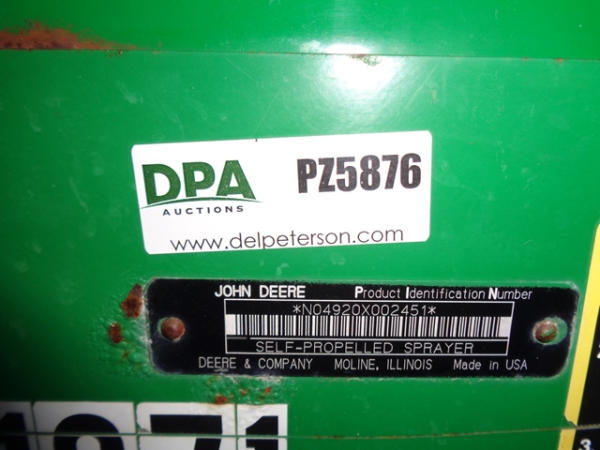 DPA
AUCTIONS
PZ5876
www.delpeterson.com
JOHN DEERE Product Identification Number
*N04920X002451*
SELF-PROPELLED SPRAYER
DEERE & COMPANY MOLINE, ILLINOIS Made in USA
3